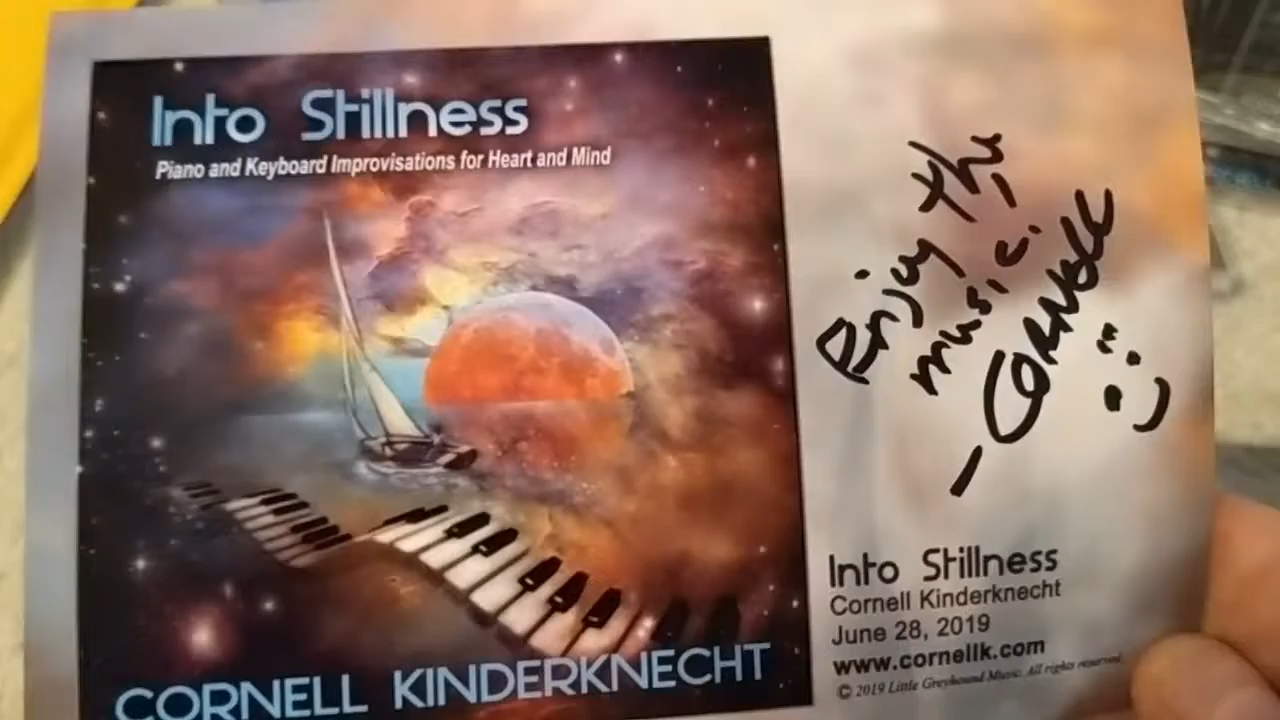 Into Stillness
Piano and Keyboard Improvisations for Heart and Mind
CORNELL KINDERKNECHT
Enjoy the
music.
- CORNELL
Into Stillness
Cornell Kinderknecht
June 28, 2019
www.cornellk.com
© 2019 Little Greyhound Music. All rights reserved.